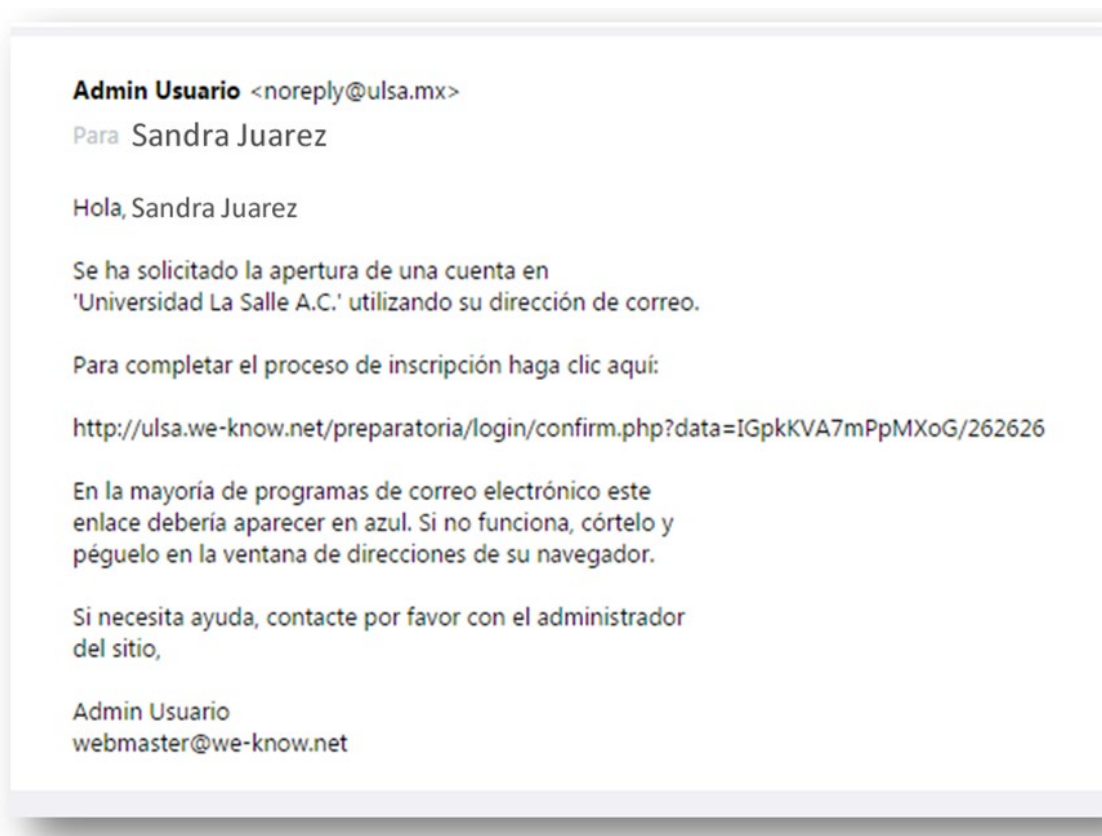 Admin Usuario <noreply@ulsa.mx>
Para Sandra Juarez
Hola, Sandra Juarez
Se ha solicitado la apertura de una cuenta en
'Universidad La Salle A.C.' utilizando su dirección de correo.
Para completar el proceso de inscripción haga clic aquí:
http://ulsa.we-know.net/preparatoria/login/confirm.php?data=IGpkKVA7mPpMXoG/262626
En la mayoría de programas de correo electrónico este
enlace debería aparecer en azul. Si no funciona, córtelo y
péguelo en la ventana de direcciones de su navegador.
Si necesita ayuda, contacte por favor con el administrador
del sitio,
Admin Usuario
webmaster@we-know.net